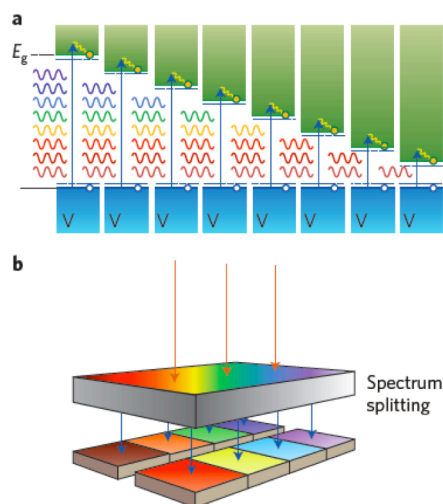 a
Eg
V V V V V V V V
b
Spectrum
splitting